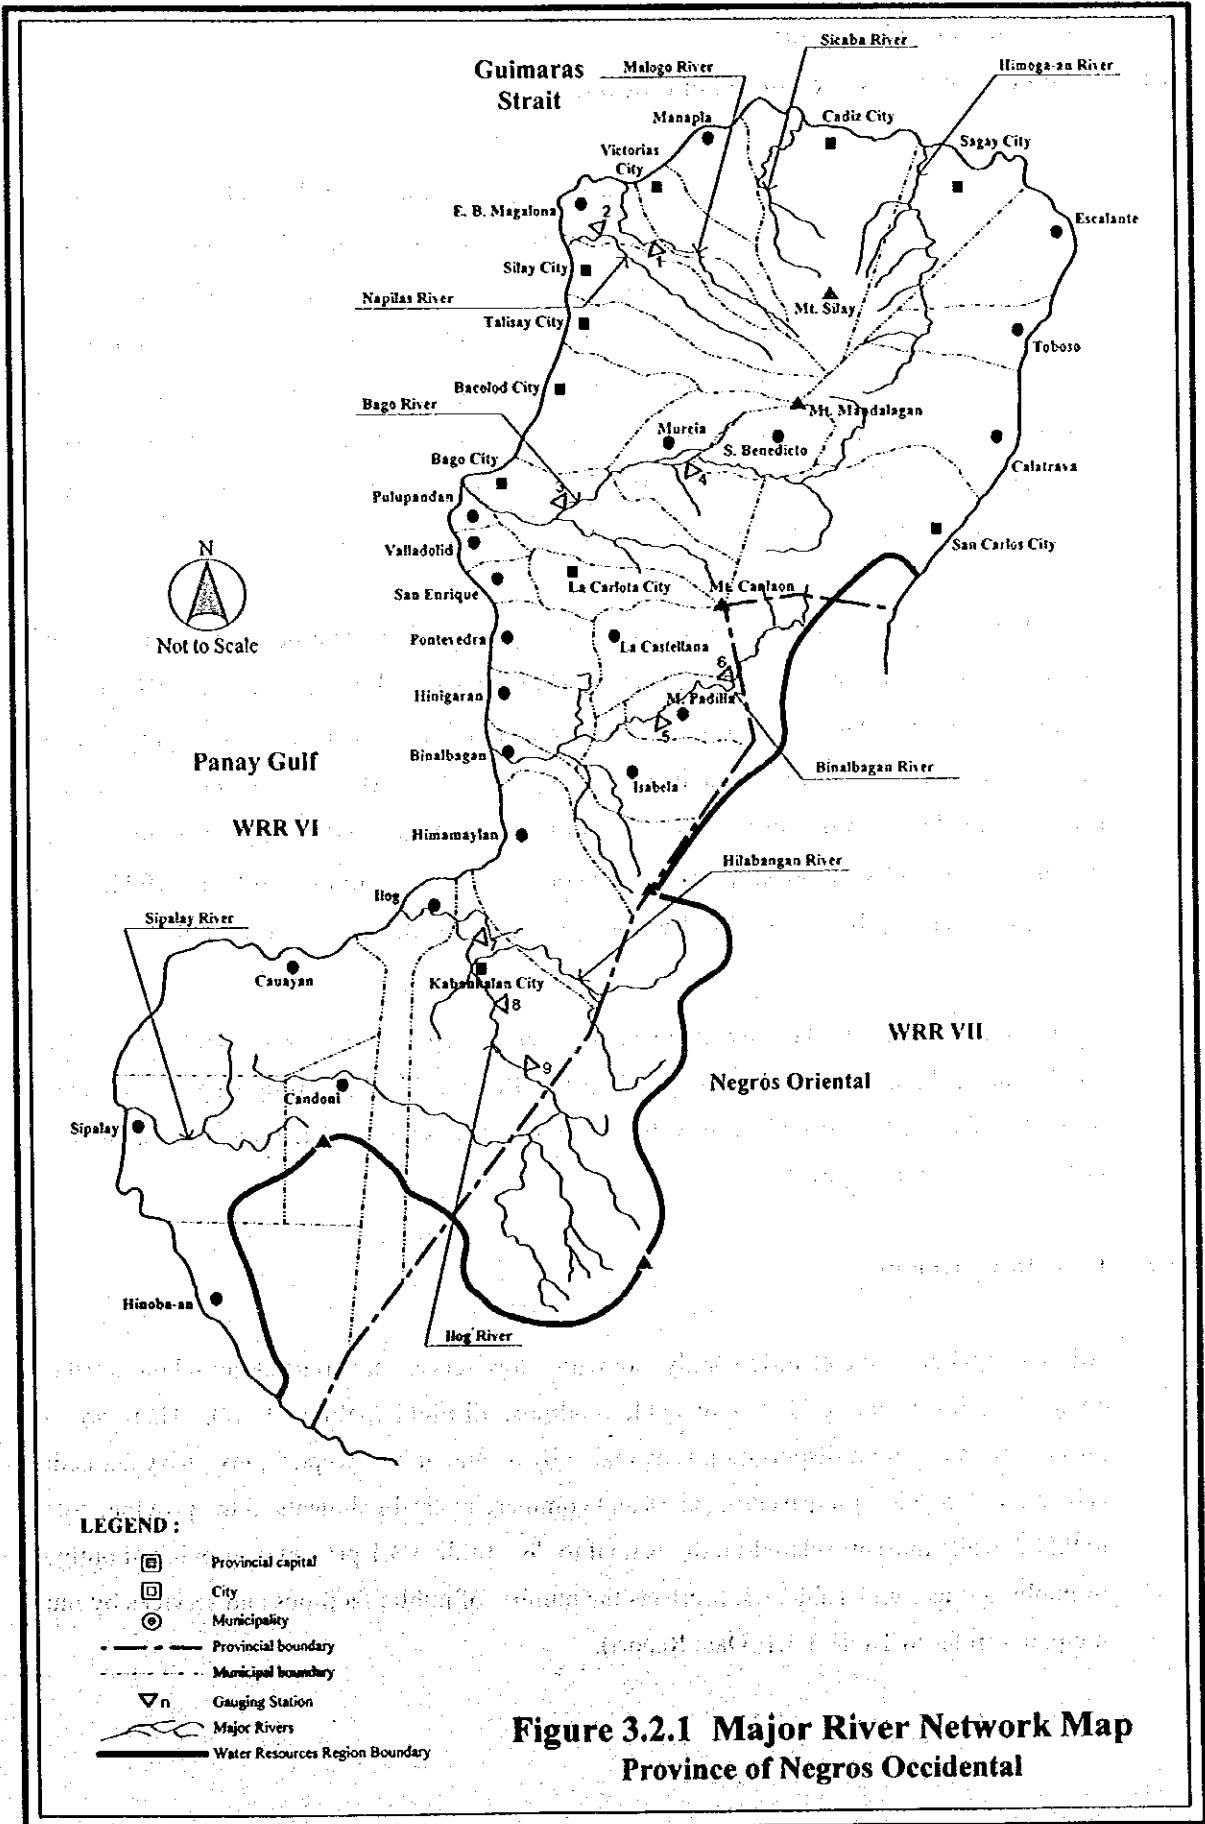 Guimaras
Strait
Malogo River
Sicaba River
Himoga-an River
Manapla
Cadiz City
Sagay City
Victorias
City
E. B. Magalona
2
1
Escalante
Silay City
Napilas River
Mt. Silay
Talisay City
Toboso
Bacolod City
Bago River
Mt. Mandalagan
Murcia
S. Benedicto
Bago City
Calatrava
4
3
Pulupandan
Valladolid
San Carlos City
N
Not to Scale
San Enrique
La Carlota City
Mt. Canlaon
Pontevedra
La Castellana
6
Hinigaran
M. Padilla
5
Binalbagan
Panay Gulf
Binalbagan River
Isabela
WRR VI
Himamaylan
Hilabangan River
Ilog
Sipalay River
7
Cauayan
Kabankalan City
8
WRR VII
9
Negros Oriental
Candoni
Sipalay
Hinoba-an
Ilog River
LEGEND :
Provincial capital
City
Municipality
Provincial boundary
Municipal boundary
n Gauging Station
Major Rivers
Water Resources Region Boundary
Figure 3.2.1 Major River Network Map
Province of Negros Occidental